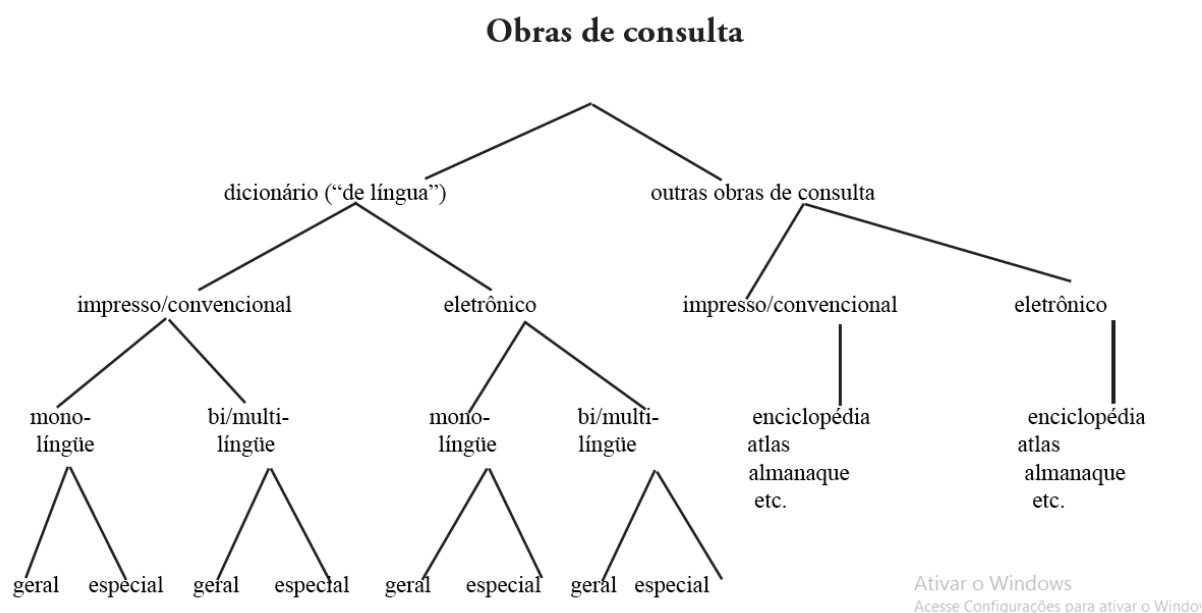 Obras de consulta
dicionário (“de língua”) outras obras de consulta
impresso/convencional eletrônico impresso/convencional eletrônico
mono- bi/multi- mono- bi/multi- enciclopédia enciclopédia
língüe língüe língüe língüe atlas atlas
almanaque almanaque
etc. etc.
geral especial geral especial geral especial geral especial
Ativar o Windows
Acesse Configurações para ativar o Windows